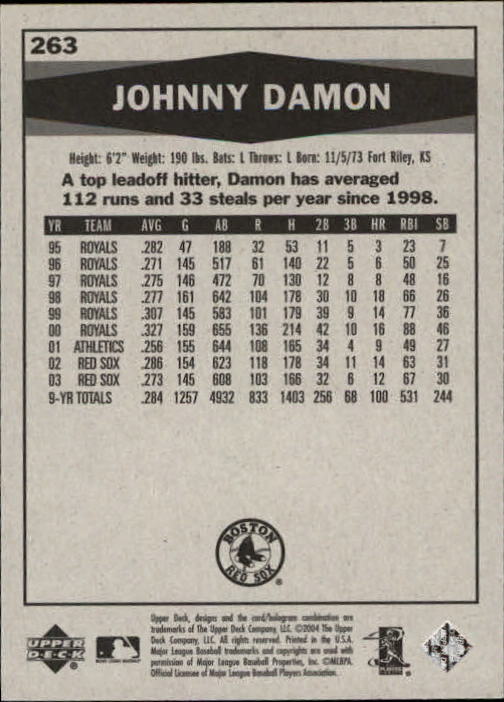 263
JOHNNY DAMON
Height: 6'2" Weight: 190 lbs. Bats: L Throws: L Born: 11/5/73 Fort Riley, KS
A top leadoff hitter, Damon has averaged
112 runs and 33 steals per year since 1998.
YR TEAM AVG G AB R H 2B 3B HR RBI SB
95 ROYALS .282 47 188 32 53 11 5 3 23 7
96 ROYALS .271 145 517 61 140 22 5 6 50 25
97 ROYALS .275 146 472 70 130 12 8 8 48 16
98 ROYALS .277 161 642 104 178 30 10 18 66 26
99 ROYALS .307 145 583 101 179 39 9 14 77 36
00 ROYALS .327 159 655 136 214 42 10 16 88 46
01 ATHLETICS .256 155 644 108 165 34 4 9 49 27
02 RED SOX .286 154 623 118 178 34 11 14 63 31
03 RED SOX .273 145 608 103 166 32 6 12 67 30
9-YR TOTALS .284 1257 4932 833 1403 256 68 100 531 244
BOSTON
RED SOX ®
Upper Deck, designs and the card/hologram combination are
trademarks of The Upper Deck Company, LLC. ©2004 The Upper
Deck Company, LLC. All rights reserved. Printed in the U.S.A.
Major League Baseball trademarks and copyrights are used with
permission of Major League Baseball Properties, Inc. ©MLBPA.
Official Licensee of Major League Baseball Players Association.
UPPER
DECK